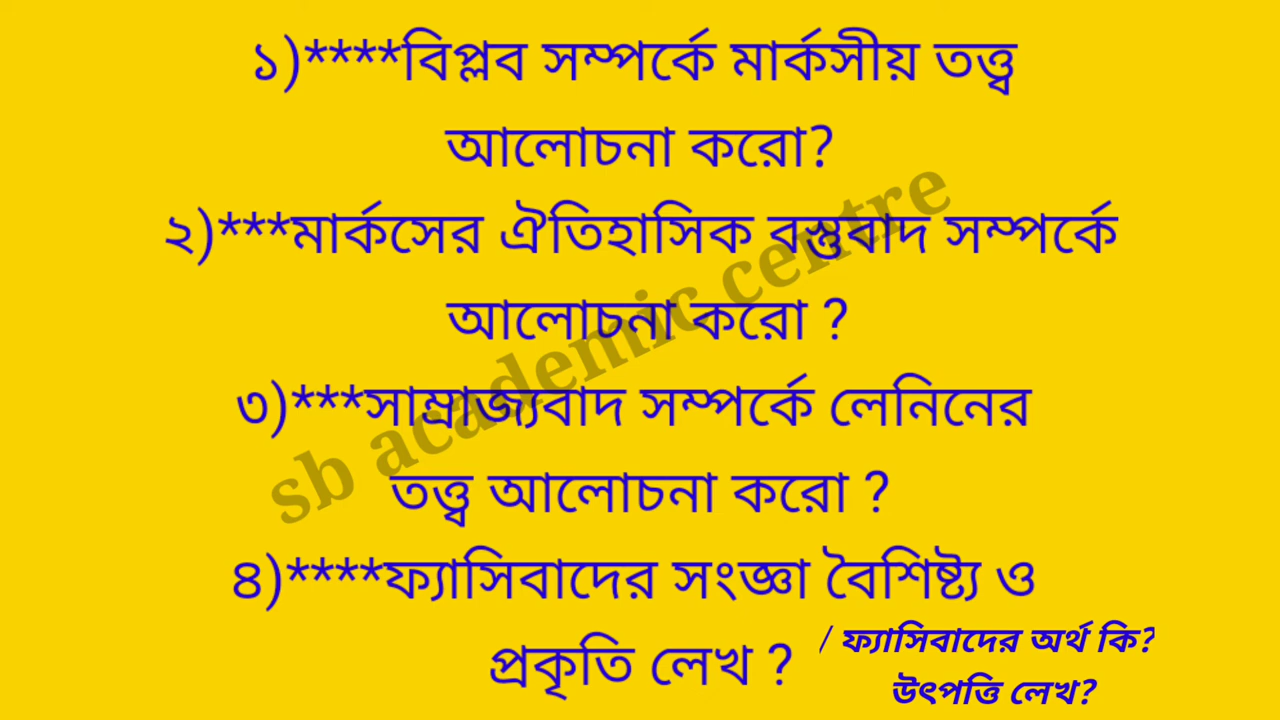 ১)****বিপ্লব সম্পর্কে মার্কসীয় তত্ত্ব
আলোচনা করো?
২)***মার্কসের ঐতিহাসিক বস্তুবাদ সম্পর্কে
আলোচনা করো ?
৩)***সাম্রাজ্যবাদ সম্পর্কে লেনিনের
তত্ত্ব আলোচনা করো ?
৪)****ফ্যাসিবাদের সংজ্ঞা বৈশিষ্ট্য ও
প্রকৃতি লেখ ?
/ ফ্যাসিবাদের অর্থ কি?
উৎপত্তি লেখ?
sb academic centre